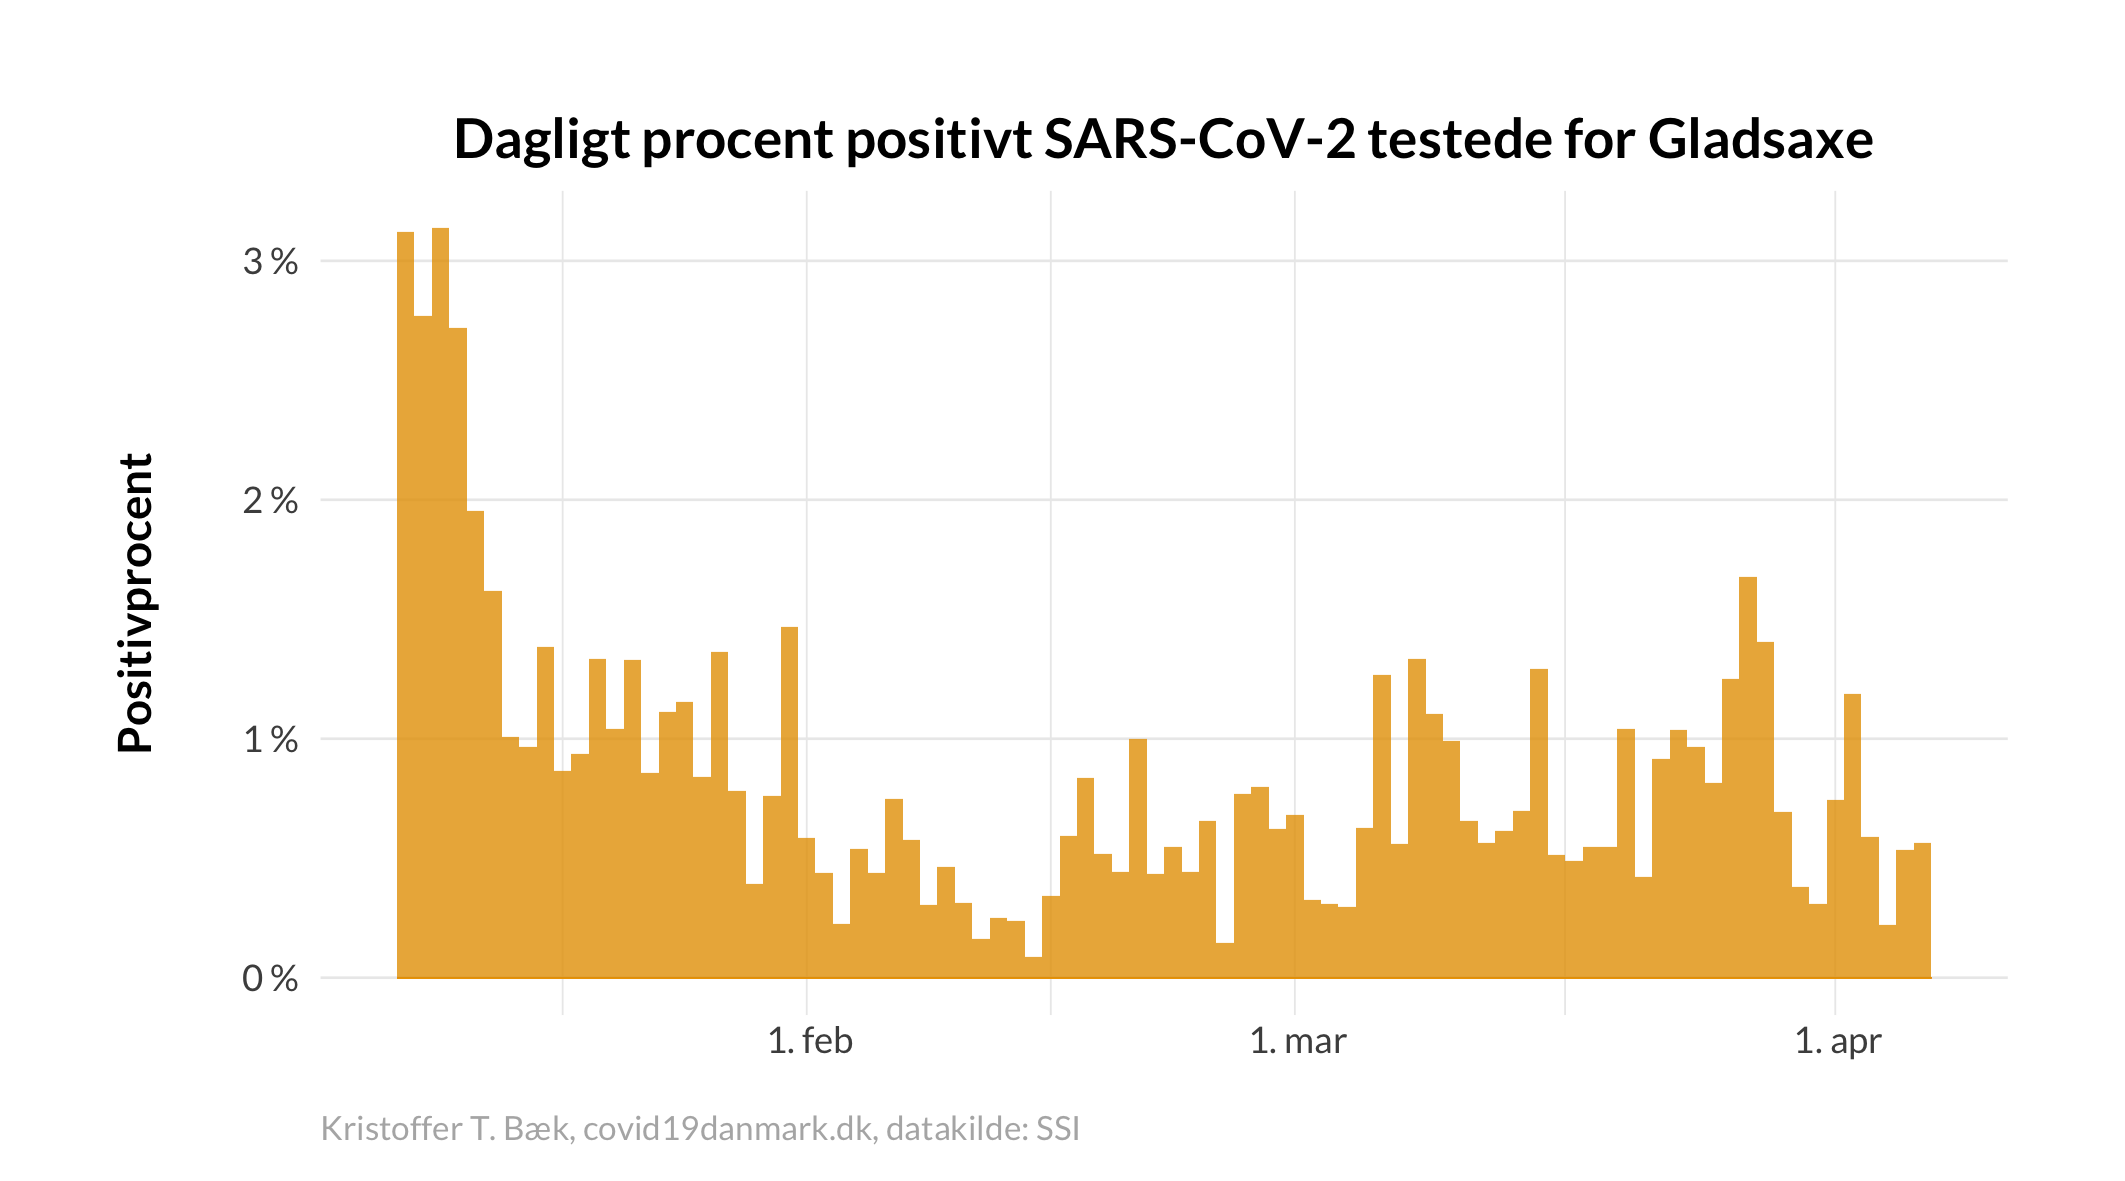 Dagligt procent positivt SARS-CoV-2 testede for Gladsaxe
Positivprocent
3 %
2 %
1 %
0 %
1. feb
1. mar
1. apr
Kristoffer T. Bæk, covid19danmark.dk, datakilde: SSI